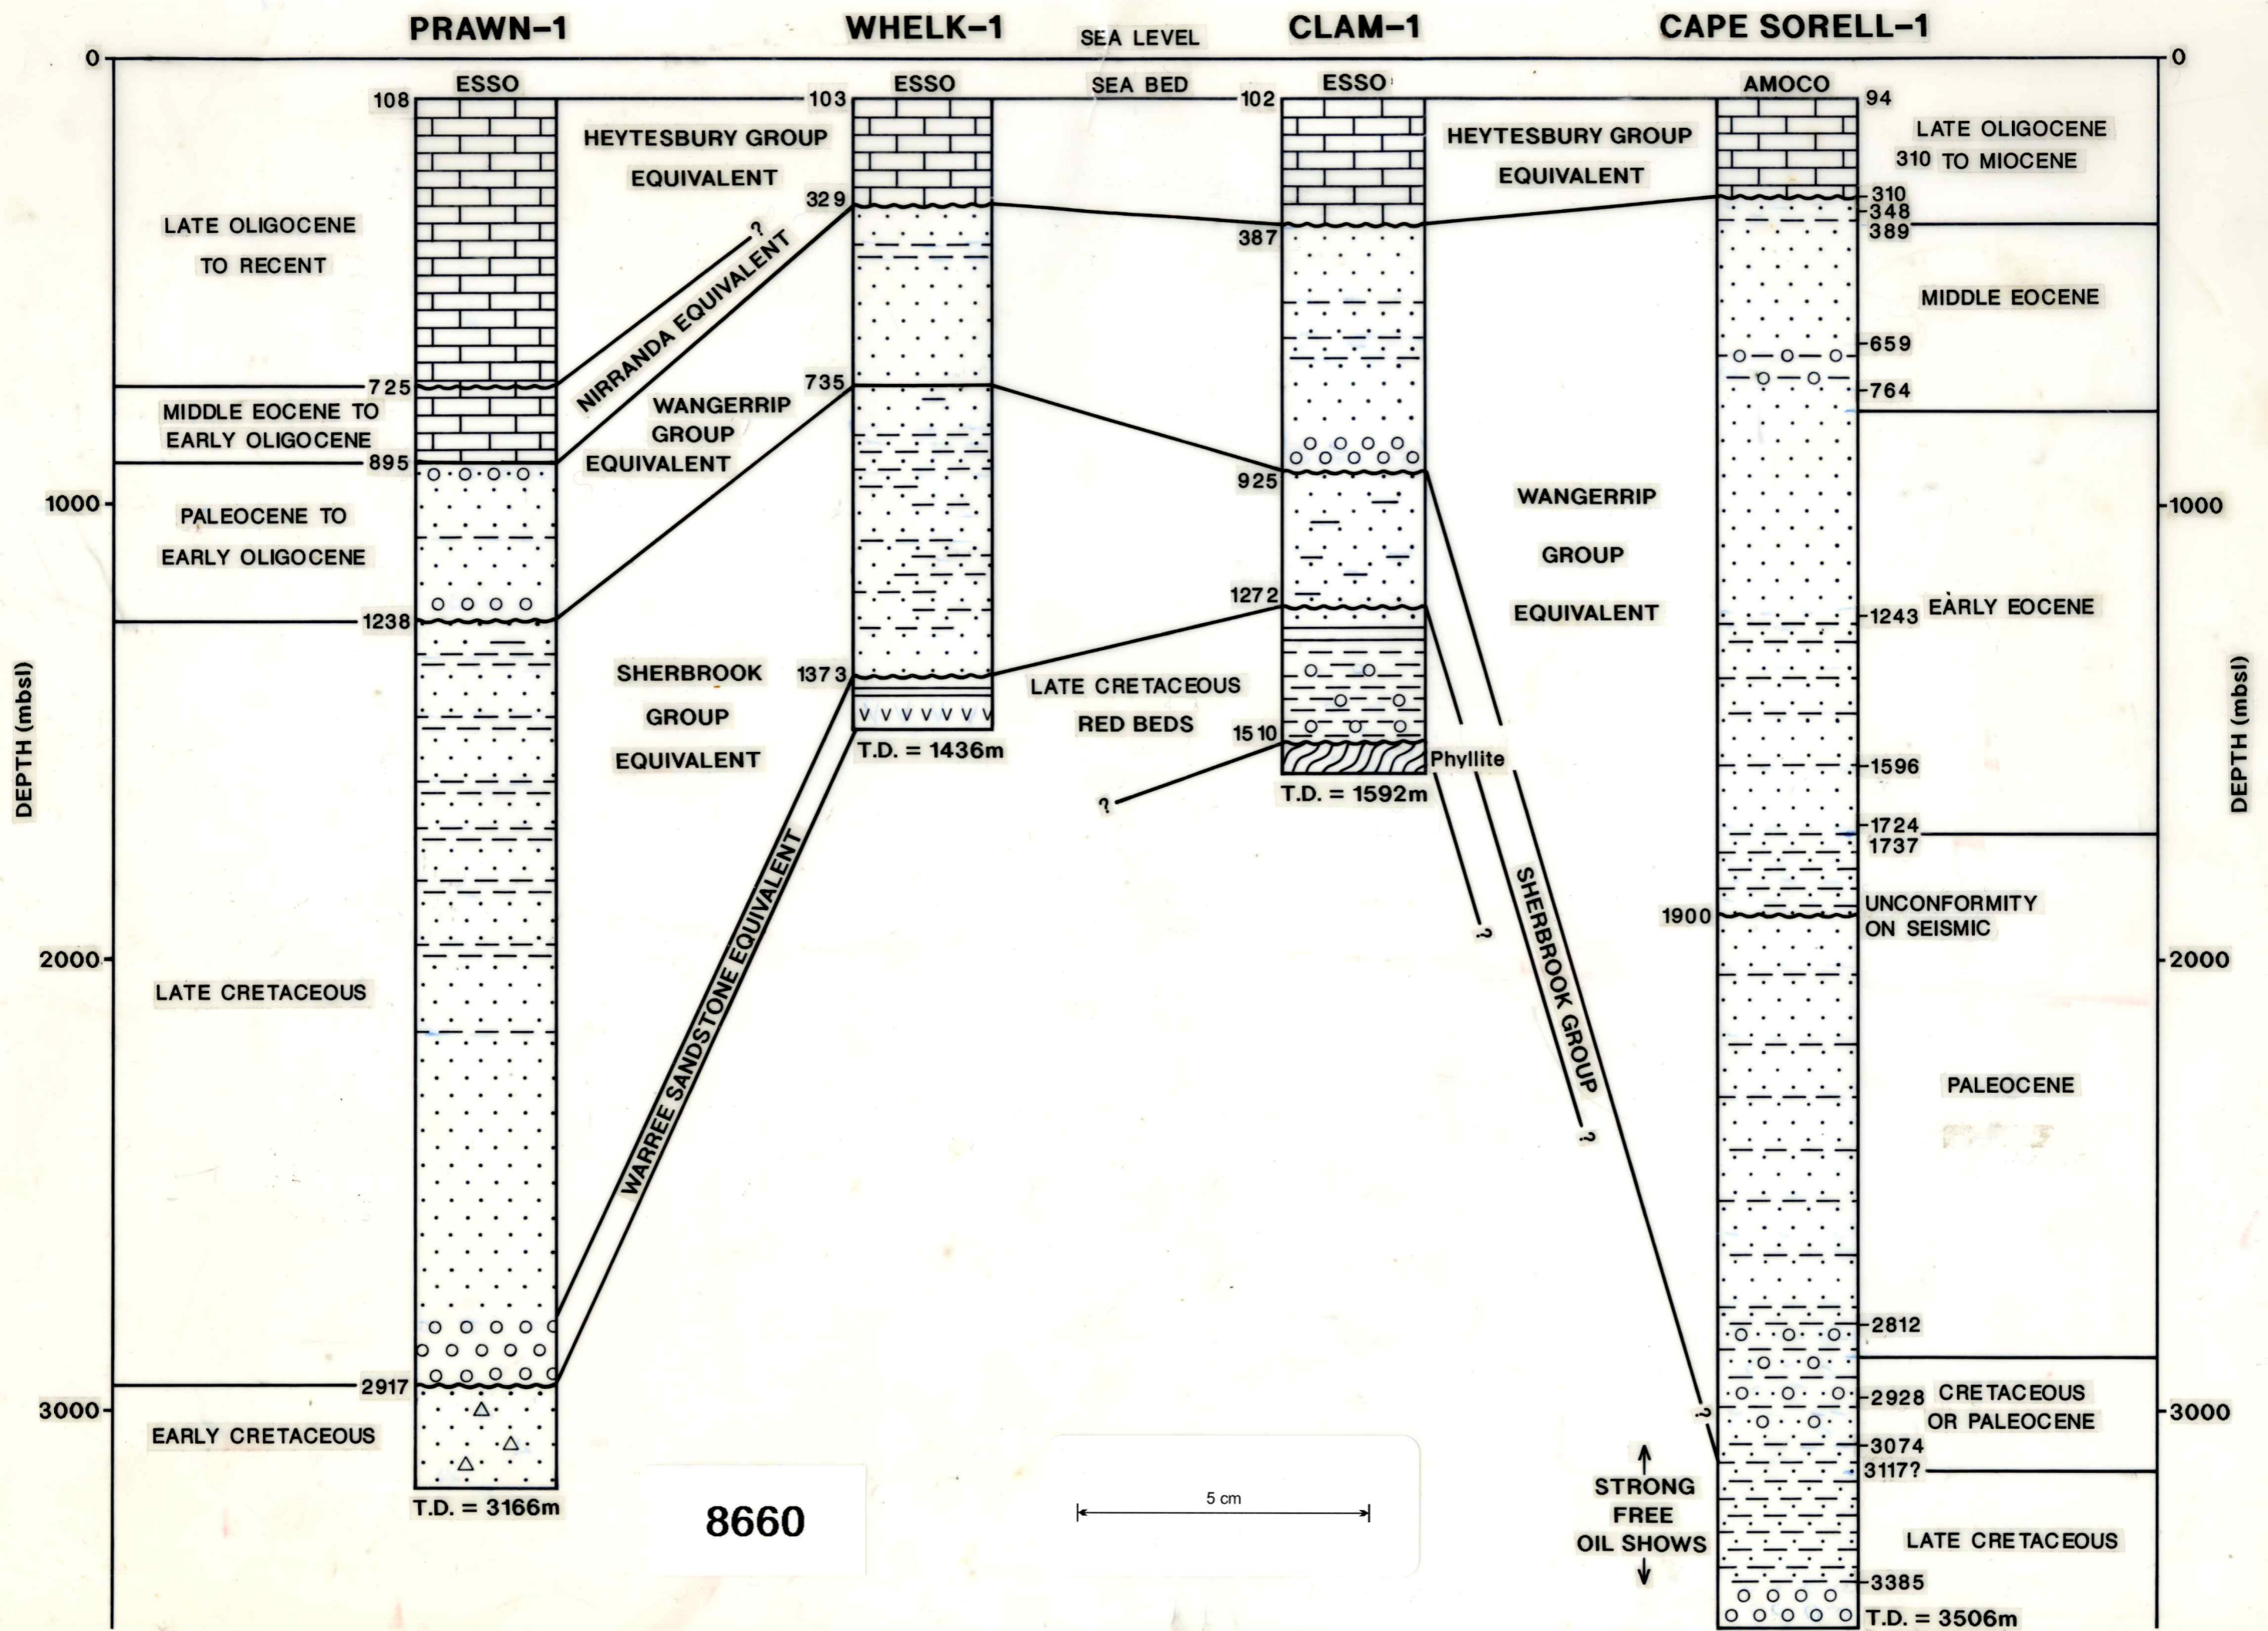 PRAWN–1
WHELK–1
CLAM–1
CAPE SORELL–1
SEA LEVEL
0
0
ESSO
ESSO
SEA BED
ESSO
AMOCO
108
103
102
94
HEYTESBURY GROUP
EQUIVALENT
HEYTESBURY GROUP
EQUIVALENT
LATE OLIGOCENE
310 TO MIOCENE
LATE OLIGOCENE
TO RECENT
?
NIRRANDA EQUIVALENT
329
387
310
348
389
MIDDLE EOCENE
659
764
725
735
MIDDLE EOCENE TO
EARLY OLIGOCENE
WANGERRIP
GROUP
EQUIVALENT
895
925
1000
1000
PALEOCENE TO
EARLY OLIGOCENE
WANGERRIP
GROUP
EQUIVALENT
1272
1243
EARLY EOCENE
1238
DEPTH (mbsl)
DEPTH (mbsl)
SHERBROOK
GROUP
EQUIVALENT
1373
LATE CRETACEOUS
RED BEDS
V V V V V V V
1510
Phyllite
T.D. = 1436m
T.D. = 1592m
?
1596
1724
1737
WARREE SANDSTONE EQUIVALENT
SHERBROOK GROUP
?
?
1900
UNCONFORMITY
ON SEISMIC
2000
2000
LATE CRETACEOUS
PALEOCENE
2812
2917
2928
CRETACEOUS
OR PALEOCENE
3000
3000
?
EARLY CRETACEOUS
3074
3117?
STRONG
FREE
OIL SHOWS
T.D. = 3166m
8660
5 cm
LATE CRETACEOUS
3385
T.D. = 3506m